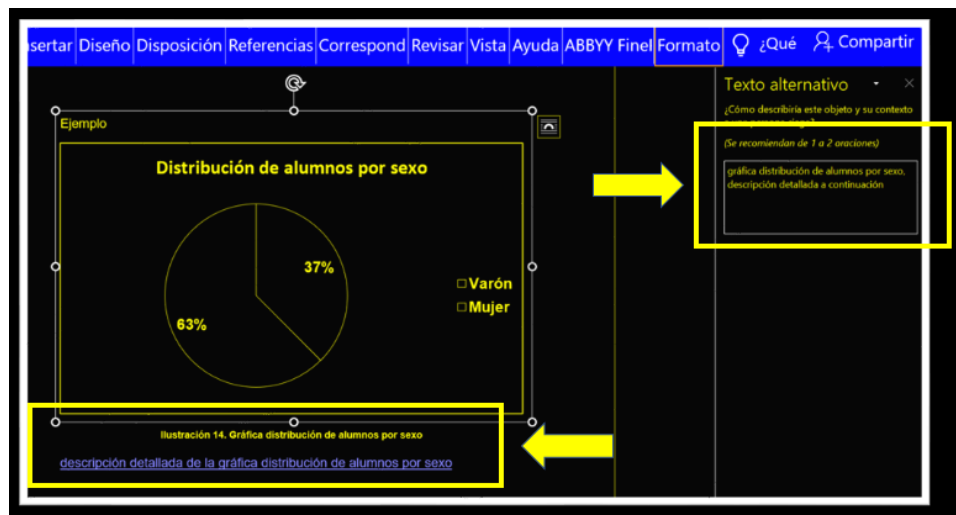 nsertar Diseño Disposición Referencias Correspond Revisar Vista Ayuda ABBYY Finel Formato ¿Qué Compartir
Texto alternativo
¿Cómo describiría este objeto y su contexto
(Se recomiendan de 1 a 2 oraciones)
gráfica distribución de alumnos por sexo,
descripción detallada a continuación
Ejemplo
Distribución de alumnos por sexo
37%
63%
Varón
Mujer
Ilustración 14. Gráfica distribución de alumnos por sexo
descripción detallada de la gráfica distribución de alumnos por sexo